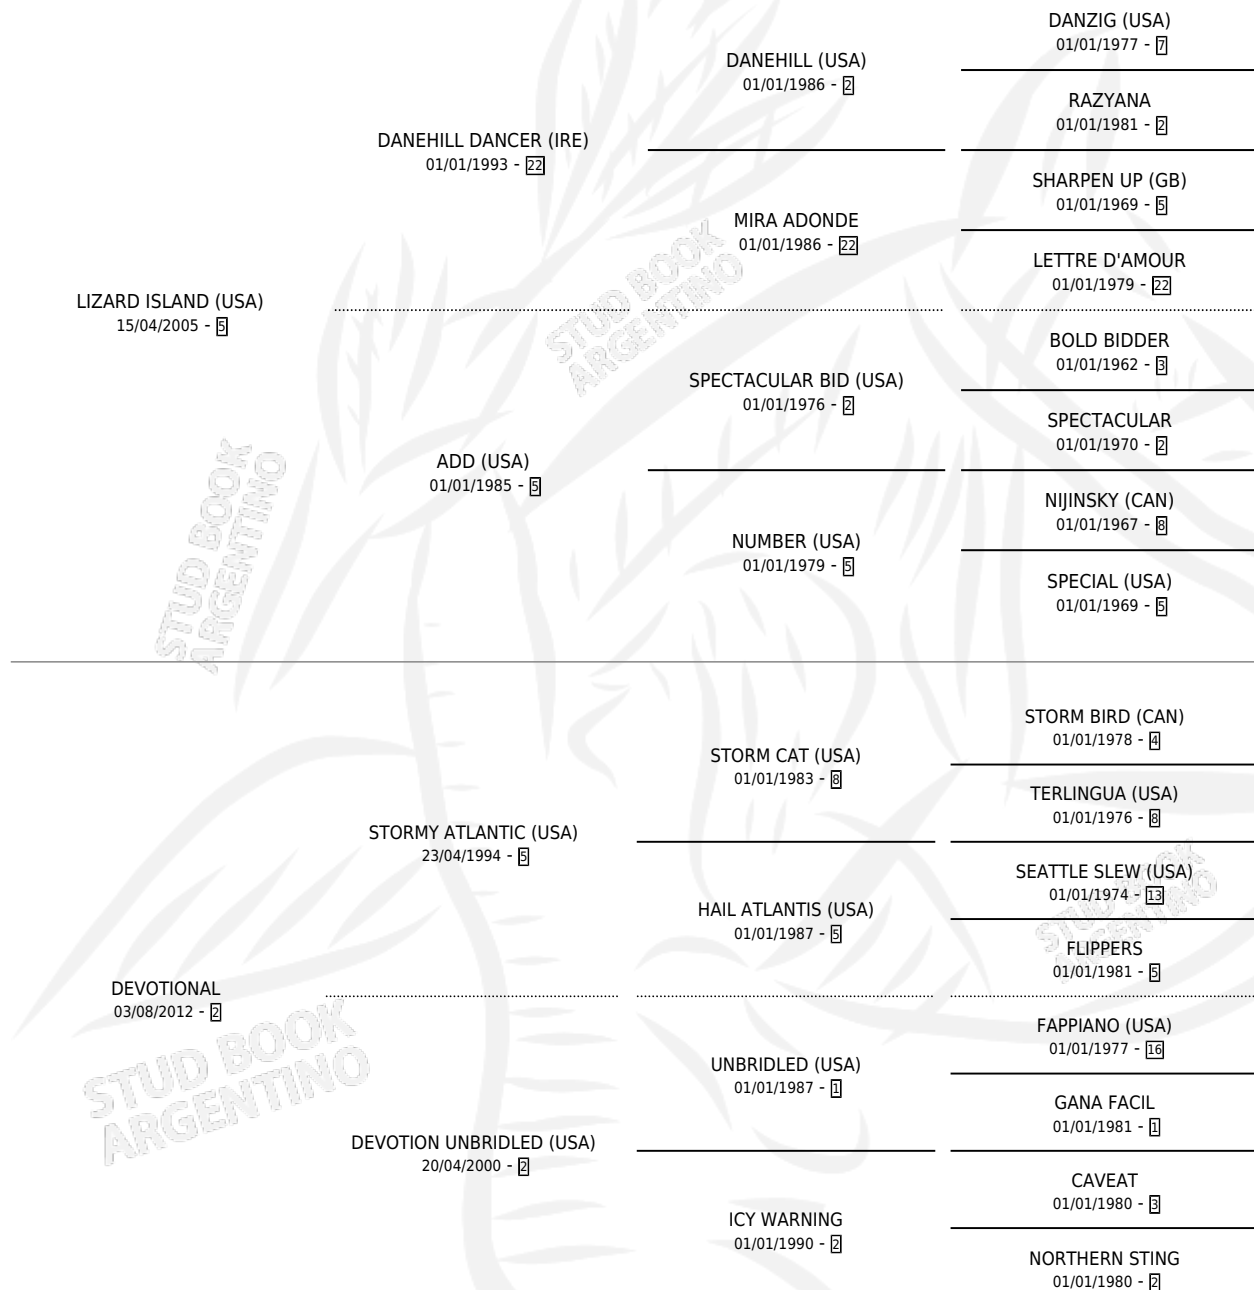 DANZIG (USA)
01/01/1977 - 7
DANEHILL (USA)
01/01/1986 - 2
RAZYANA
01/01/1981 - 2
DANEHILL DANCER (IRE)
01/01/1993 - 22
SHARPEN UP (GB)
01/01/1969 - 5
MIRA ADONDE
01/01/1986 - 22
LETTRE D'AMOUR
01/01/1979 - 22
LIZARD ISLAND (USA)
15/04/2005 - 5
STUD BOOK
ARGENTINO
BOLD BIDDER
01/01/1962 - 3
SPECTACULAR BID (USA)
01/01/1976 - 2
SPECTACULAR
01/01/1970 - 2
ADD (USA)
01/01/1985 - 5
STUD BOOK
ARGENTINO
NIJINSKY (CAN)
01/01/1967 - 8
NUMBER (USA)
01/01/1979 - 5
SPECIAL (USA)
01/01/1969 - 5
STORM BIRD (CAN)
01/01/1978 - 4
STORM CAT (USA)
01/01/1983 - 8
TERLINGUA (USA)
01/01/1976 - 8
STORMY ATLANTIC (USA)
23/04/1994 - 5
SEATTLE SLEW (USA)
01/01/1974 - 13
HAIL ATLANTIS (USA)
01/01/1987 - 5
STUD BOOK
ARGENTINO
FLIPPERS
01/01/1981 - 5
DEVOTIONAL
03/08/2012 - 2
STUD BOOK
ARGENTINO
FAPPIANO (USA)
01/01/1977 - 16
UNBRIDLED (USA)
01/01/1987 - 1
GANA FACIL
01/01/1981 - 1
DEVOTION UNBRIDLED (USA)
20/04/2000 - 2
CAVEAT
01/01/1980 - 3
ICY WARNING
01/01/1990 - 2
NORTHERN STING
01/01/1980 - 2